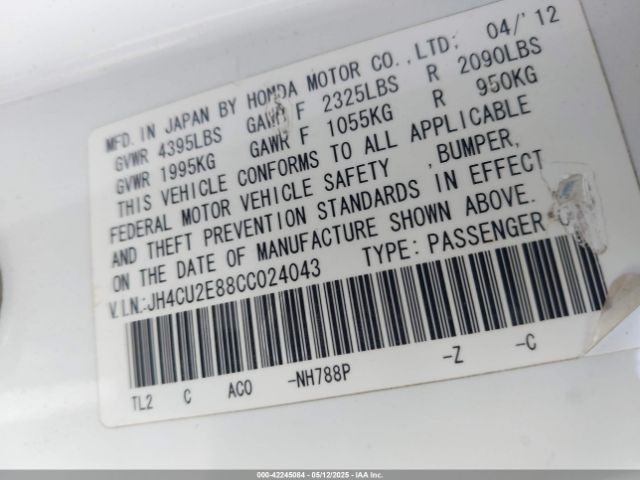 MFD. IN JAPAN BY HONDA MOTOR CO., LTD: 04/'12
GVWR 4395LBS GAWR F 2325LBS R 2090LBS
GVWR 1995KG GAWR F 1055KG R 950KG
THIS VEHICLE CONFORMS TO ALL APPLICABLE
FEDERAL MOTOR VEHICLE SAFETY ,BUMPER,
AND THEFT PREVENTION STANDARDS IN EFFECT
ON THE DATE OF MANUFACTURE SHOWN ABOVE.
V.I.N.:JH4CU2E88CC024043 TYPE: PASSENGER
TL2 C AC0 -NH788P -Z -C
000-42245084 - 05/12/2025 - IAAI Inc.